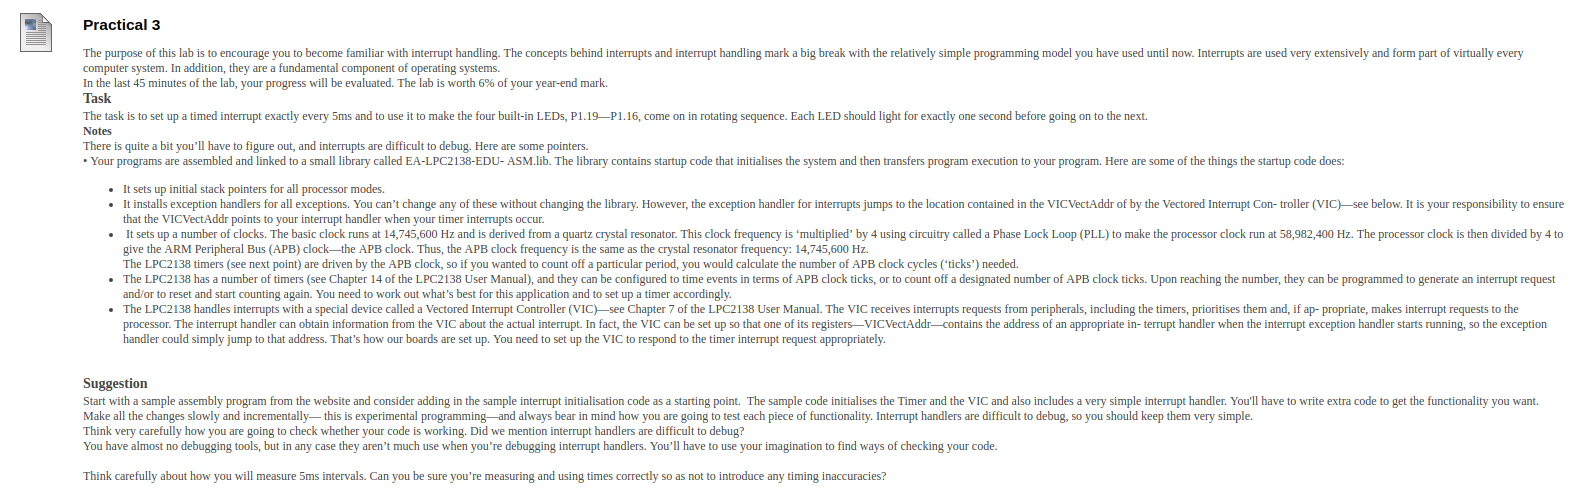 Practical 3
The purpose of this lab is to encourage you to become familiar with interrupt handling. The concepts behind interrupts and interrupt handling mark a big break with the relatively simple programming model you have used until now. Interrupts are used very extensively and form part of virtually every
computer system. In addition, they are a fundamental component of operating systems.
In the last 45 minutes of the lab, your progress will be evaluated. The lab is worth 6% of your year-end mark.
Task
The task is to set up a timed interrupt exactly every 5ms and to use it to make the four built-in LEDs, P1.19—P1.16, come on in rotating sequence. Each LED should light for exactly one second before going on to the next.
Notes
There is quite a bit you’ll have to figure out, and interrupts are difficult to debug. Here are some pointers.
• Your programs are assembled and linked to a small library called EA-LPC2138-EDU- ASM.lib. The library contains startup code that initialises the system and then transfers program execution to your program. Here are some of the things the startup code does:
• It sets up initial stack pointers for all processor modes.
• It installs exception handlers for all exceptions. You can’t change any of these without changing the library. However, the exception handler for interrupts jumps to the location contained in the VICVectAddr of by the Vectored Interrupt Con- troller (VIC)—see below. It is your responsibility to ensure
that the VICVectAddr points to your interrupt handler when your timer interrupts occur.
• It sets up a number of clocks. The basic clock runs at 14,745,600 Hz and is derived from a quartz crystal resonator. This clock frequency is ‘multiplied’ by 4 using circuitry called a Phase Lock Loop (PLL) to make the processor clock run at 58,982,400 Hz. The processor clock is then divided by 4 to
give the ARM Peripheral Bus (APB) clock—the APB clock. Thus, the APB clock frequency is the same as the crystal resonator frequency: 14,745,600 Hz.
The LPC2138 timers (see next point) are driven by the APB clock, so if you wanted to count off a particular period, you would calculate the number of APB clock cycles (‘ticks’) needed.
• The LPC2138 has a number of timers (see Chapter 14 of the LPC2138 User Manual), and they can be configured to time events in terms of APB clock ticks, or to count off a designated number of APB clock ticks. Upon reaching the number, they can be programmed to generate an interrupt request
and/or to reset and start counting again. You need to work out what’s best for this application and to set up a timer accordingly.
• The LPC2138 handles interrupts with a special device called a Vectored Interrupt Controller (VIC)—see Chapter 7 of the LPC2138 User Manual. The VIC receives interrupts requests from peripherals, including the timers, prioritises them and, if ap- propriate, makes interrupt requests to the
processor. The interrupt handler can obtain information from the VIC about the actual interrupt. In fact, the VIC can be set up so that one of its registers—VICVectAddr—contains the address of an appropriate in- terrupt handler when the interrupt exception handler starts running, so the exception
handler could simply jump to that address. That’s how our boards are set up. You need to set up the VIC to respond to the timer interrupt request appropriately.
Suggestion
Start with a sample assembly program from the website and consider adding in the sample interrupt initialisation code as a starting point.  The sample code initialises the Timer and the VIC and also includes a very simple interrupt handler. You'll have to write extra code to get the functionality you want.
Make all the changes slowly and incrementally— this is experimental programming—and always bear in mind how you are going to test each piece of functionality. Interrupt handlers are difficult to debug, so you should keep them very simple.
Think very carefully how you are going to check whether your code is working. Did we mention interrupt handlers are difficult to debug?
You have almost no debugging tools, but in any case they aren’t much use when you’re debugging interrupt handlers. You’ll have to use your imagination to find ways of checking your code.
Think carefully about how you will measure 5ms intervals. Can you be sure you’re measuring and using times correctly so as not to introduce any timing inaccuracies?